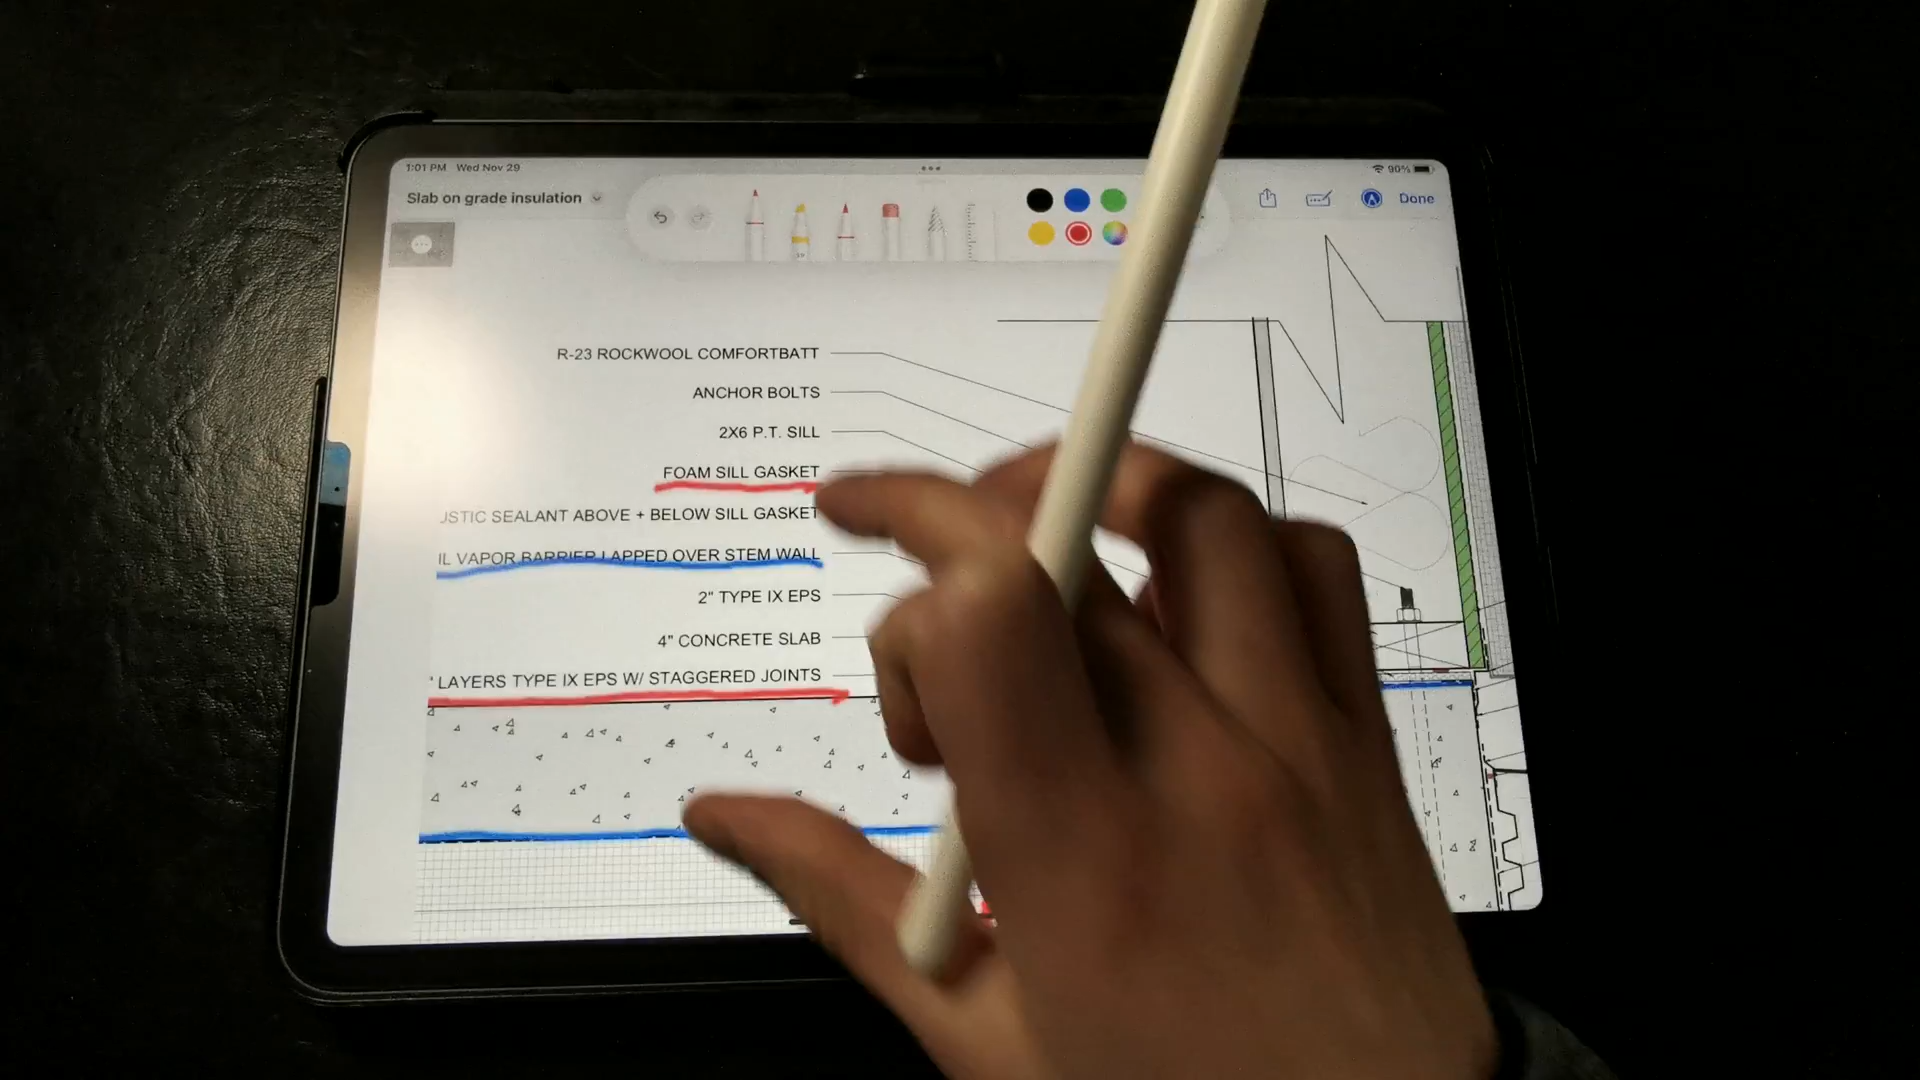 1:01 PM Wed Nov 29
90%
Slab on grade insulation
Done
R-23 ROCKWOOL COMFORTBATT
ANCHOR BOLTS
2X6 P.T. SILL
FOAM SILL GASKET
USTIC SEALANT ABOVE + BELOW SILL GASKET
IL VAPOR BARRIER LAPPED OVER STEM WALL
2" TYPE IX EPS
4" CONCRETE SLAB
" LAYERS TYPE IX EPS W/ STAGGERED JOINTS